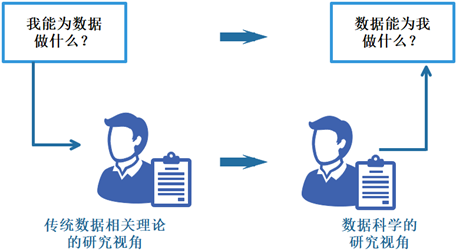 我能为数据
做什么？
数据能为我
做什么？
传统数据相关理论
的研究视角
数据科学的
研究视角